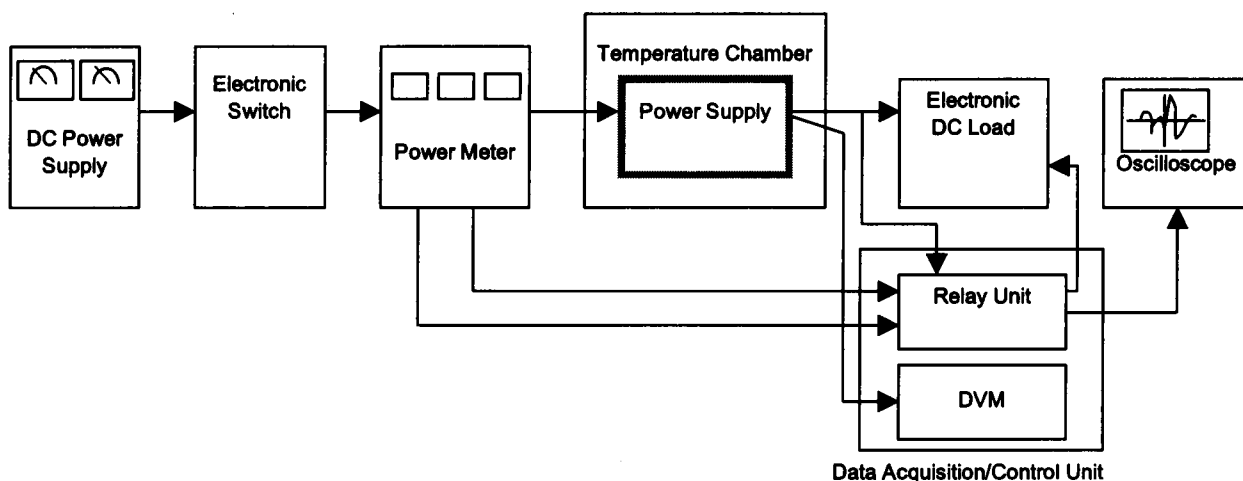 DC Power
Supply
Electronic
Switch
Power Meter
Temperature Chamber
Power Supply
Electronic
DC Load
Oscilloscope
Relay Unit
DVM
Data Acquisition/Control Unit